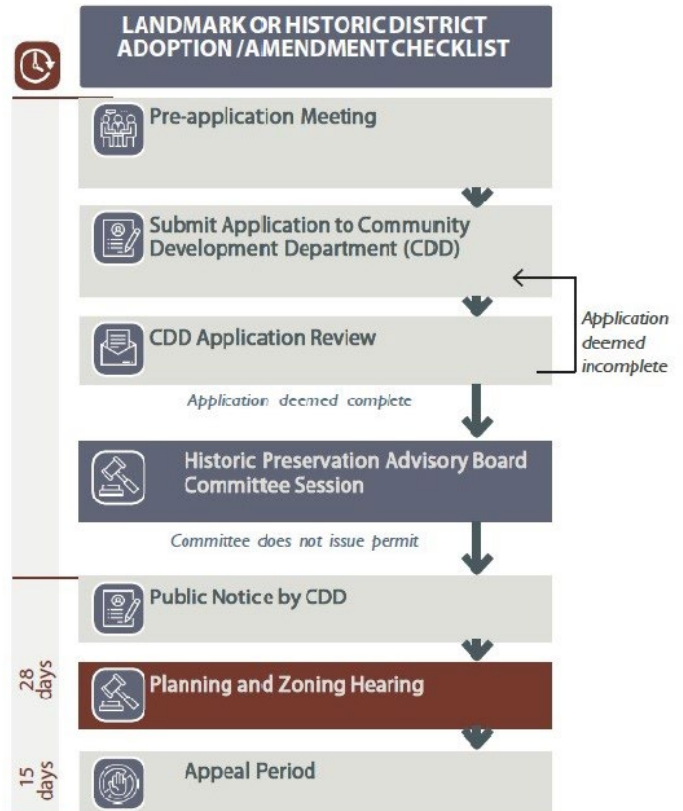 LANDMARK OR HISTORIC DISTRICT
ADOPTION / AMENDMENT CHECKLIST
Pre-application Meeting
Submit Application to Community
Development Department (CDD)
Application
deemed
incomplete
CDD Application Review
Application deemed complete
Historic Preservation Advisory Board
Committee Session
Committee does not issue permit
Public Notice by CDD
28
days
Planning and Zoning Hearing
15
days
Appeal Period